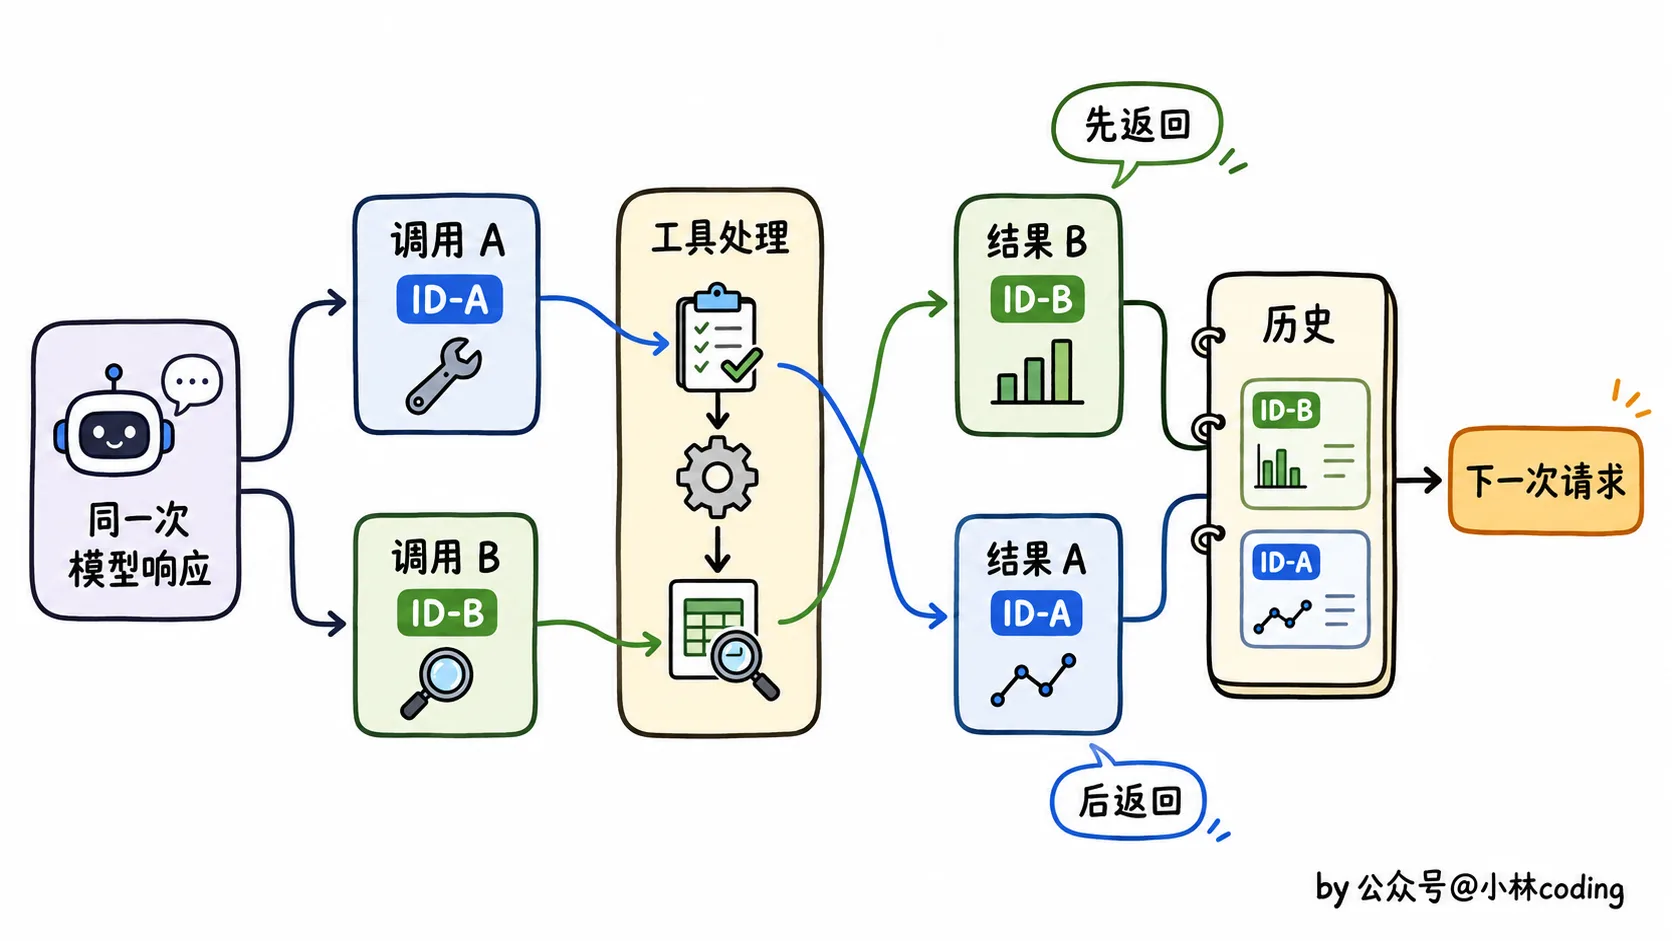 同一次
模型响应
调用 A
ID-A
调用 B
ID-B
工具处理
先返回
结果 B
ID-B
结果 A
ID-A
后返回
历史
ID-B
ID-A
下一次请求
by 公众号@小林coding